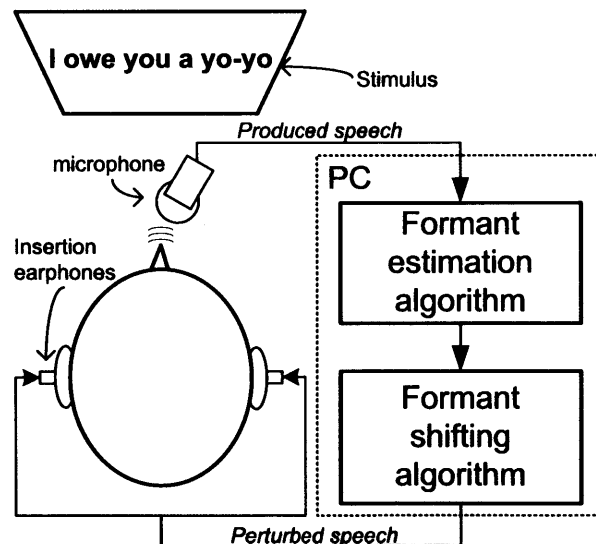 I owe you a yo-yo
Stimulus
Produced speech
microphone
PC
Insertion
earphones
Formant
estimation
algorithm
Formant
shifting
algorithm
Perturbed speech